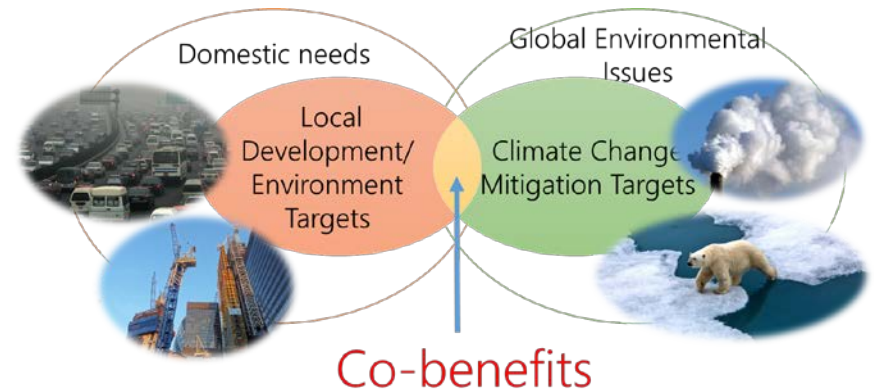 Domestic needs
Global Environmental
Issues
Local
Development/
Environment
Targets
Climate Change
Mitigation Targets
Co-benefits